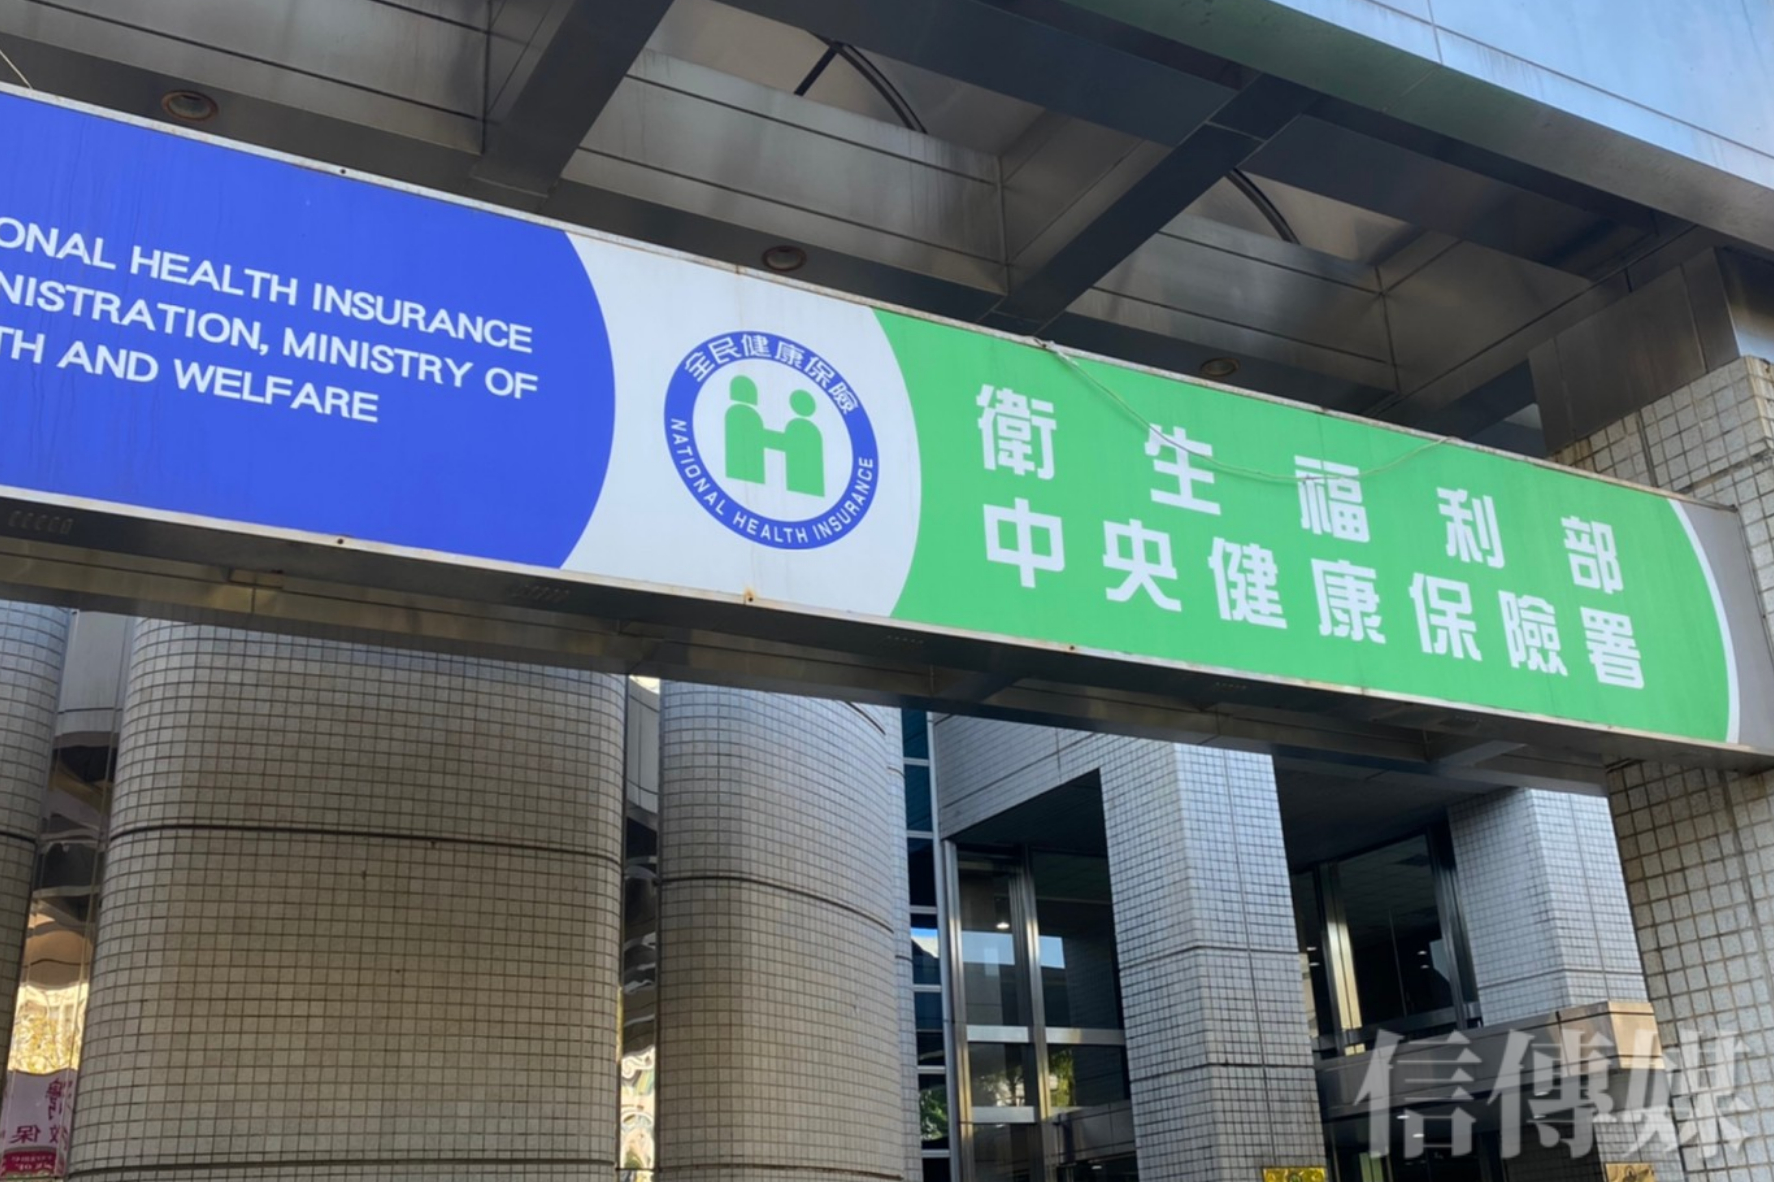 ONAL HEALTH INSURANCE
NISTRATION, MINISTRY OF
TH AND WELFARE
全民健康保險
NATIONAL HEALTH INSURANCE
衛生福利部
中央健康保險署
信傳媒